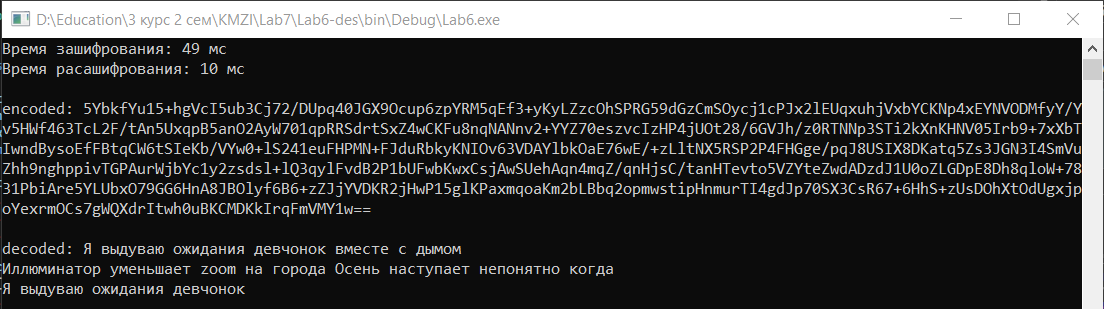 D:\Education\3 курс 2 сем\KMZI\Lab7\Lab6-des\bin\Debug\Lab6.exe
Время зашифрования: 49 мс
Время расашифрования: 10 мс
encoded: 5YbkfYu15+hgVcI5ub3Cj72/DUpq40JGX9Ocup6zpYRM5qEf3+yKyLZzcOhSPRG59dGzCmSOycj1cPJx2lEUqxuhjVxbYCKNp4xEYNVODMfyY/Y
v5HWf463TcL2F/tAn5UxqpB5anO2AyW701qpRRSdrtSxZ4wCKFu8nqNANnv2+YYZ70eszvcIzHP4jUOt28/6GVJh/z0RTNNp3STi2kXnKHNV05Irb9+7xXbT
IwndBysoEfFBtqCW6tSIeKb/VYw0+lS241euFHPMN+FJduRbkyKNIOv63VDAYlbkOaE76wE/+zLltNX5RSP2P4FHGge/pqJ8USIX8DKatq5Zs3JGN3I4SmVu
Zhh9nghppivTGPAurWjbYc1y2zsdsl+lQ3qylFvdB2P1bUFwbKwxCsjAwSUehAqn4mqZ/qnHjsC/tanHTevto5VZYteZwdADzdJ1U0oZLGDpE8Dh8qloW+78
31PbiAre5YLUbxO79GG6HnA8JBOlyf6B6+zZJjYVDKR2jHwP15glKPaxmqoaKm2bLBbq2opmwstipHnmurTI4gdJp70SX3CsR67+6HhS+zUsDOhXtOdUgxjp
oYexrmOCs7gWQXdrItwh0uBKCMDKkIrqFmVMY1w==
decoded: Я выдуваю ожидания девчонок вместе с дымом
Иллюминатор уменьшает zoom на города Осень наступает непонятно когда
Я выдуваю ожидания девчонок